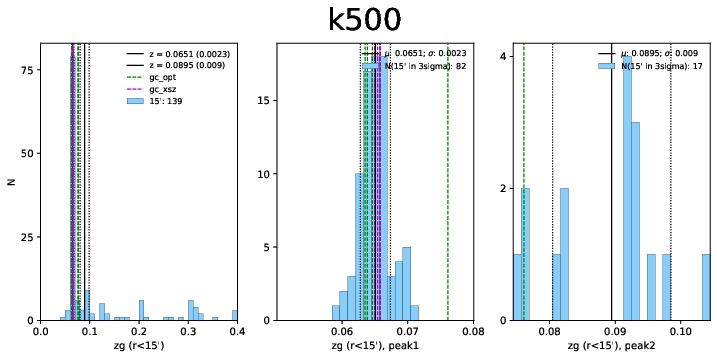 k500
z = 0.0651 (0.0023)
z = 0.0895 (0.009)
gc_opt
gc_xsz
15': 139
N
75
50
25
0
0.0 0.1 0.2 0.3 0.4
zg (r<15')
μ: 0.0651; σ: 0.0023
N(15' in 3sigma): 82
15
10
5
0
0.06 0.07 0.08
zg (r<15'), peak1
μ: 0.0895; σ: 0.009
N(15' in 3sigma): 17
4
2
0
0.08 0.09 0.10
zg (r<15'), peak2